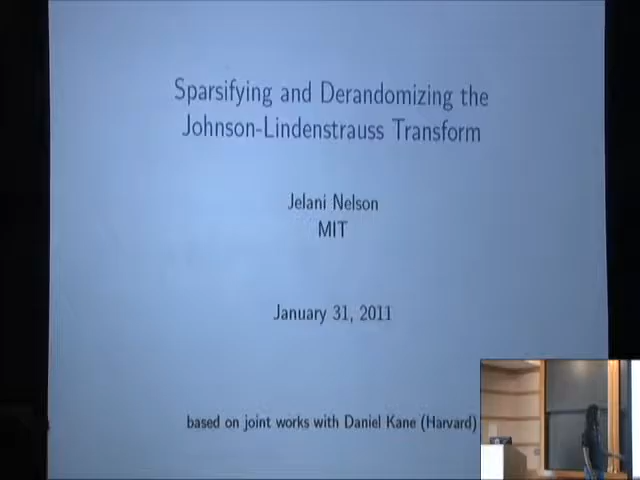 Sparsifying and Derandomizing the
Johnson-Lindenstrauss Transform
Jelani Nelson
MIT
January 31, 2011
based on joint works with Daniel Kane (Harvard)